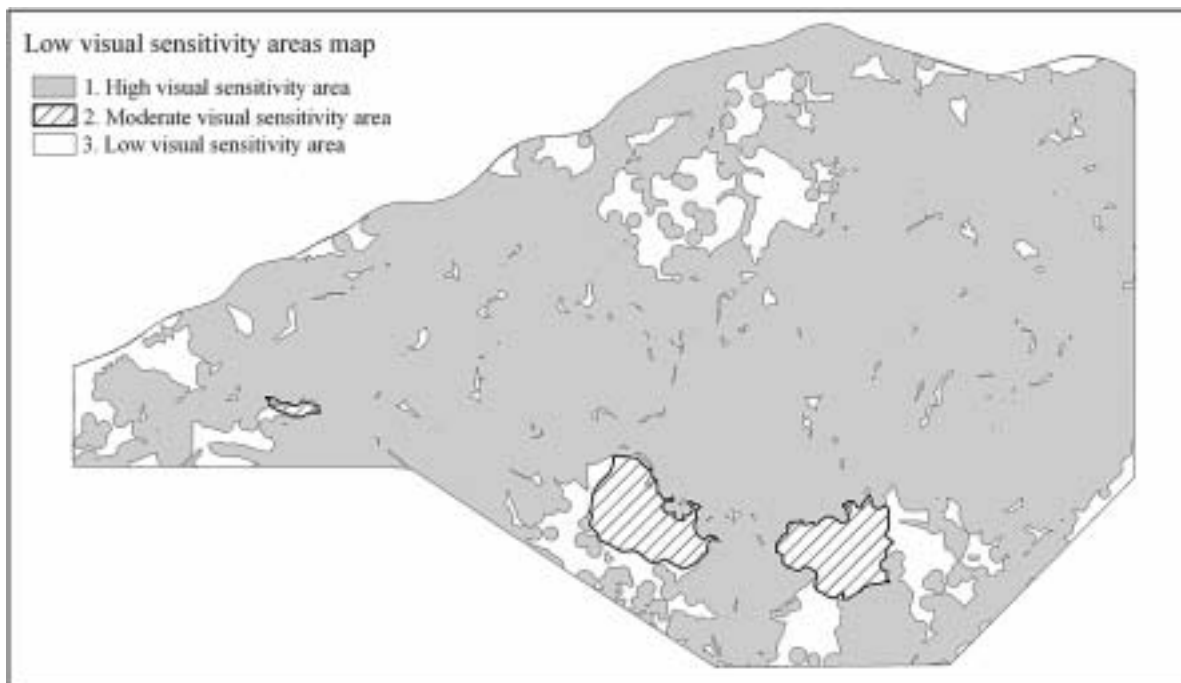 Low visual sensitivity areas map
1. High visual sensitivity area
2. Moderate visual sensitivity area
3. Low visual sensitivity area